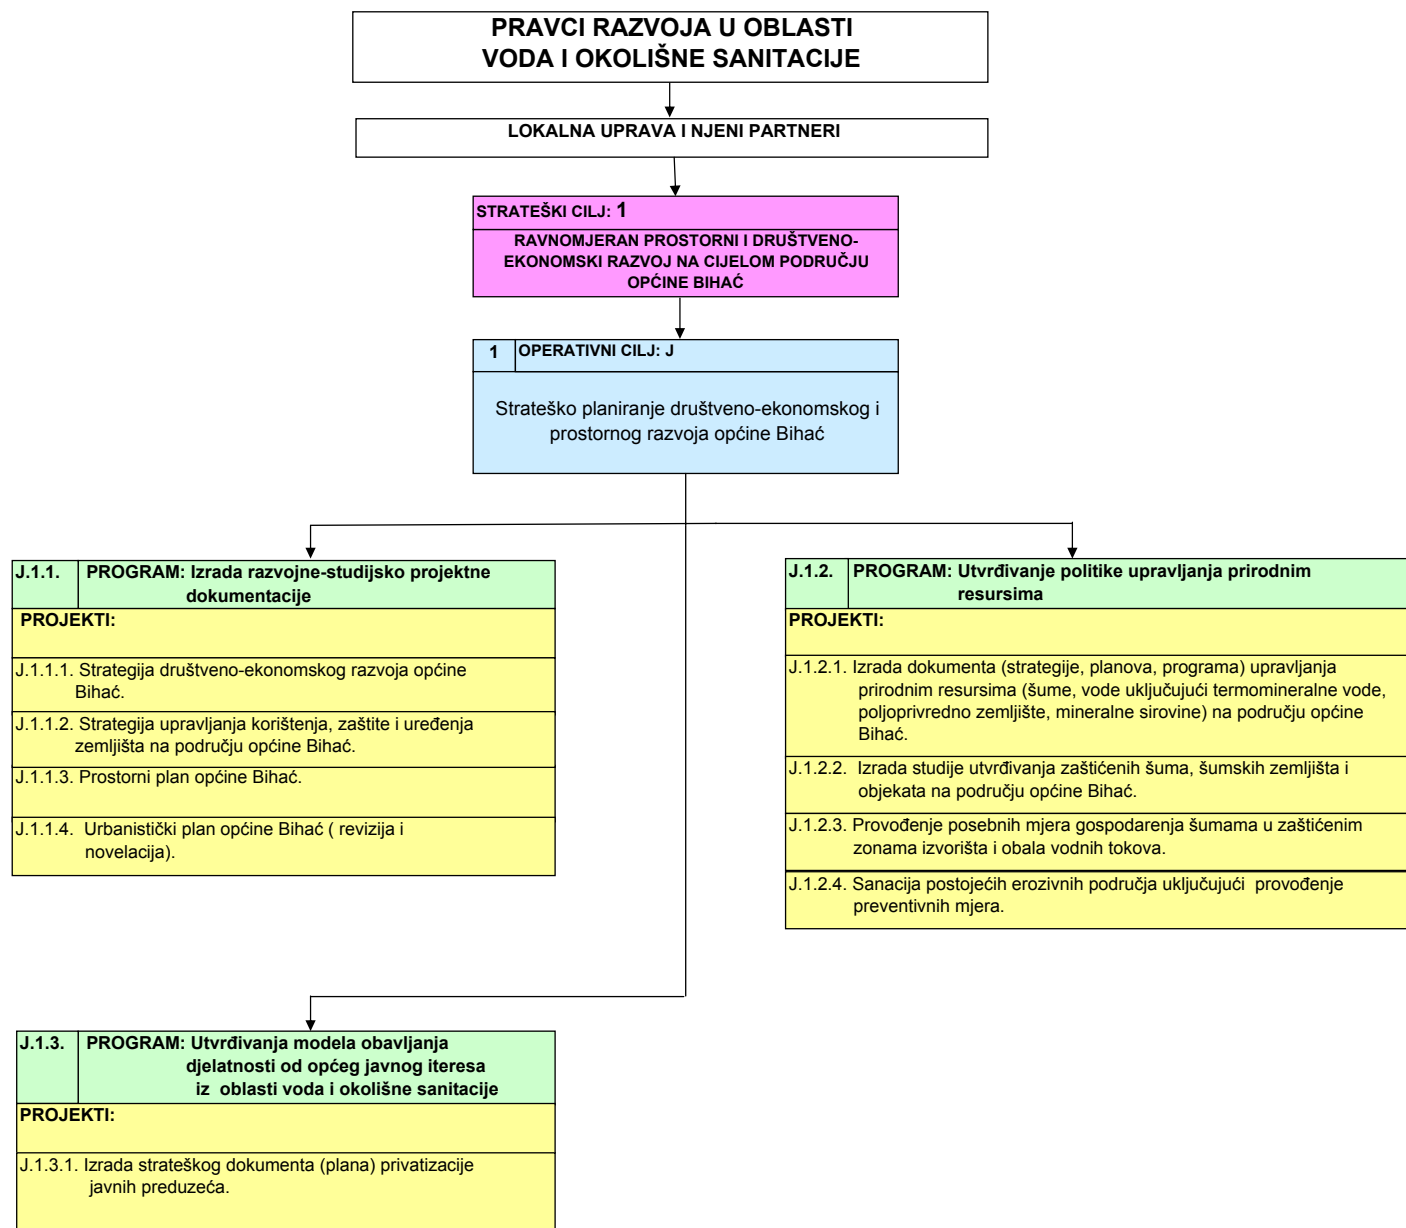 PRAVCI RAZVOJA U OBLASTI
VODA I OKOLIŠNE SANITACIJE
LOKALNA UPRAVA I NJENI PARTNERI
STRATEŠKI CILJ: 1
RAVNOMJERAN PROSTORNI I DRUŠTVENO-
EKONOMSKI RAZVOJ NA CIJELOM PODRUČJU
OPĆINE BIHAĆ
1 OPERATIVNI CILJ: J
Strateško planiranje društveno-ekonomskog i
prostornog razvoja općine Bihać
J.1.1. PROGRAM: Izrada razvojne-studijsko projektne
dokumentacije
PROJEKTI:
J.1.1.1. Strategija društveno-ekonomskog razvoja općine
Bihać.
J.1.1.2. Strategija upravljanja korištenja, zaštite i uređenja
zemljišta na području općine Bihać.
J.1.1.3. Prostorni plan općine Bihać.
J.1.1.4. Urbanistički plan općine Bihać ( revizija i
novelacija).
J.1.2. PROGRAM: Utvrđivanje politike upravljanja prirodnim
resursima
PROJEKTI:
J.1.2.1. Izrada dokumenta (strategije, planova, programa) upravljanja
prirodnim resursima (šume, vode uključujući termomineralne vode,
poljoprivredno zemljište, mineralne sirovine) na području općine
Bihać.
J.1.2.2. Izrada studije utvrđivanja zaštićenih šuma, šumskih zemljišta i
objekata na području općine Bihać.
J.1.2.3. Provođenje posebnih mjera gospodarenja šumama u zaštićenim
zonama izvorišta i obala vodnih tokova.
J.1.2.4. Sanacija postojećih erozivnih područja uključujući provođenje
preventivnih mjera.
J.1.3. PROGRAM: Utvrđivanja modela obavljanja
djelatnosti od općeg javnog iteresa
iz oblasti voda i okolišne sanitacije
PROJEKTI:
J.1.3.1. Izrada strateškog dokumenta (plana) privatizacije
javnih preduzeća.